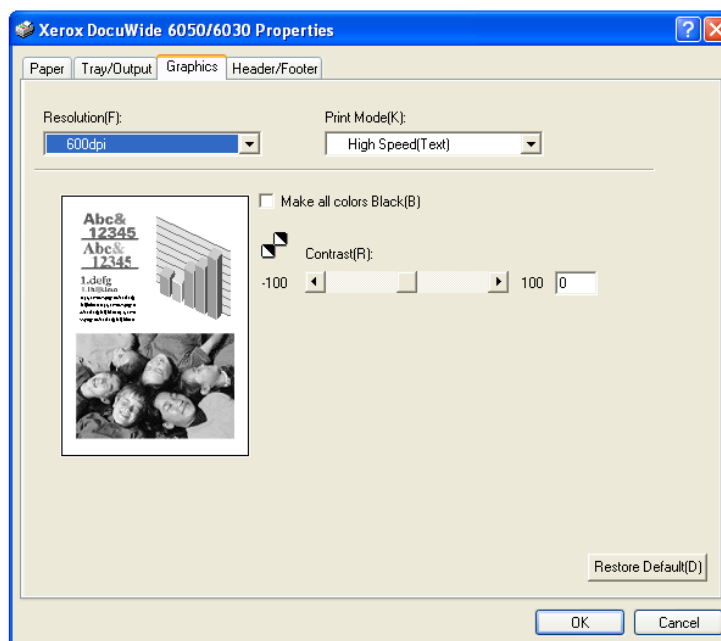 Xerox DocuWide 6050/6030 Properties
Paper Tray/Output Graphics Header/Footer
Resolution(F): Print Mode(K):
600dpi High Speed(Text)
Make all colors Black(B)
Abc&
12345
Abc&
12345
1.defg
Contrast(R):
-100 100 0
Restore Default(D)
OK Cancel